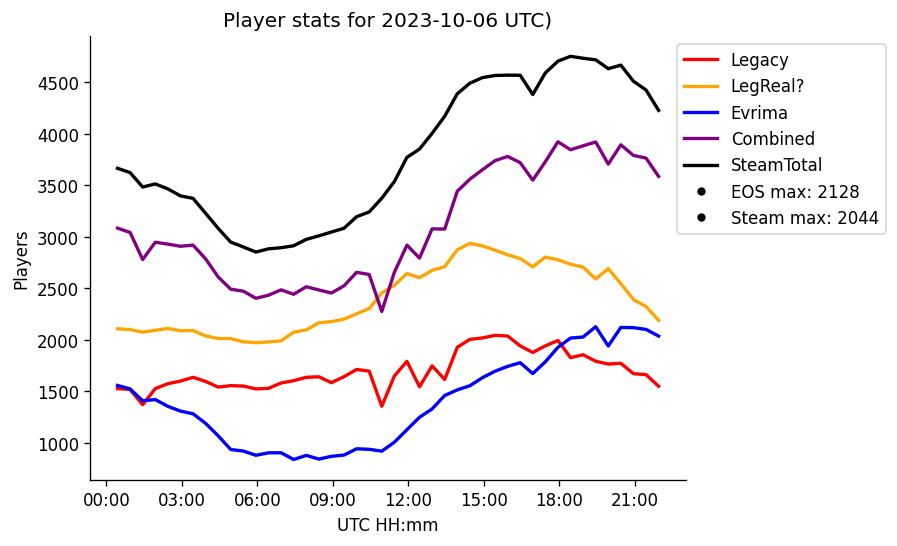 Player stats for 2023-10-06 UTC)
Legacy
LegReal?
Evrima
Combined
SteamTotal
EOS max: 2128
Steam max: 2044
Players
4500
4000
3500
3000
2500
2000
1500
1000
00:00 03:00 06:00 09:00 12:00 15:00 18:00 21:00
UTC HH:mm